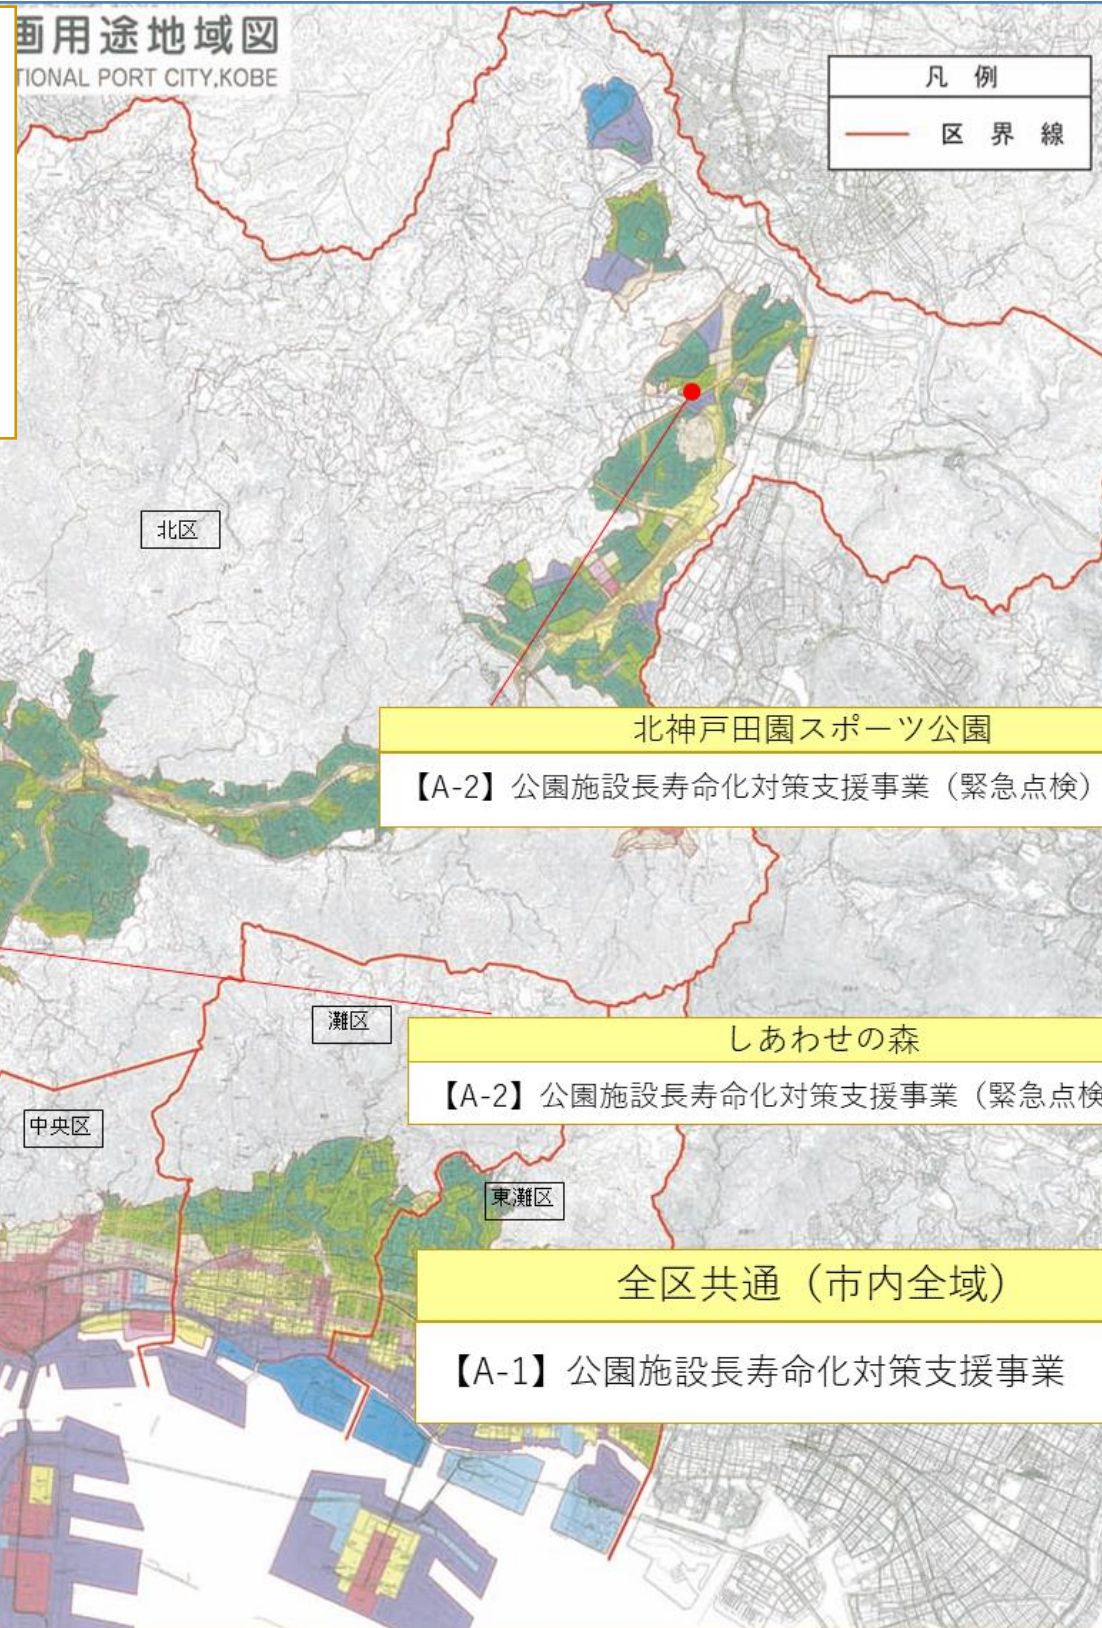 画用途地域図
TIONAL PORT CITY,KOBE
凡 例
区 界 線
北区
北神戸田園スポーツ公園
【A-2】公園施設長寿命化対策支援事業（緊急点検）
灘区
しあわせの森
【A-2】公園施設長寿命化対策支援事業（緊急点検
中央区
東灘区
全区共通（市内全域）
【A-1】公園施設長寿命化対策支援事業